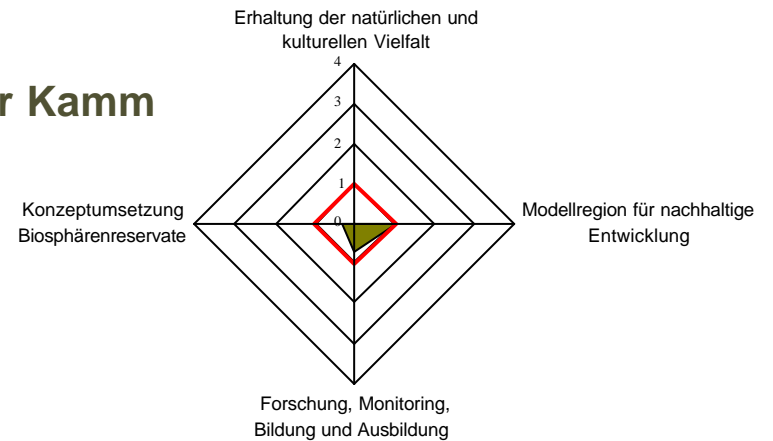 Erhaltung der natürlichen und
kulturellen Vielfalt
r Kamm
4
3
2
1
0
Konzeptumsetzung
Biosphärenreservate
Modellregion für nachhaltige
Entwicklung
Forschung, Monitoring,
Bildung und Ausbildung